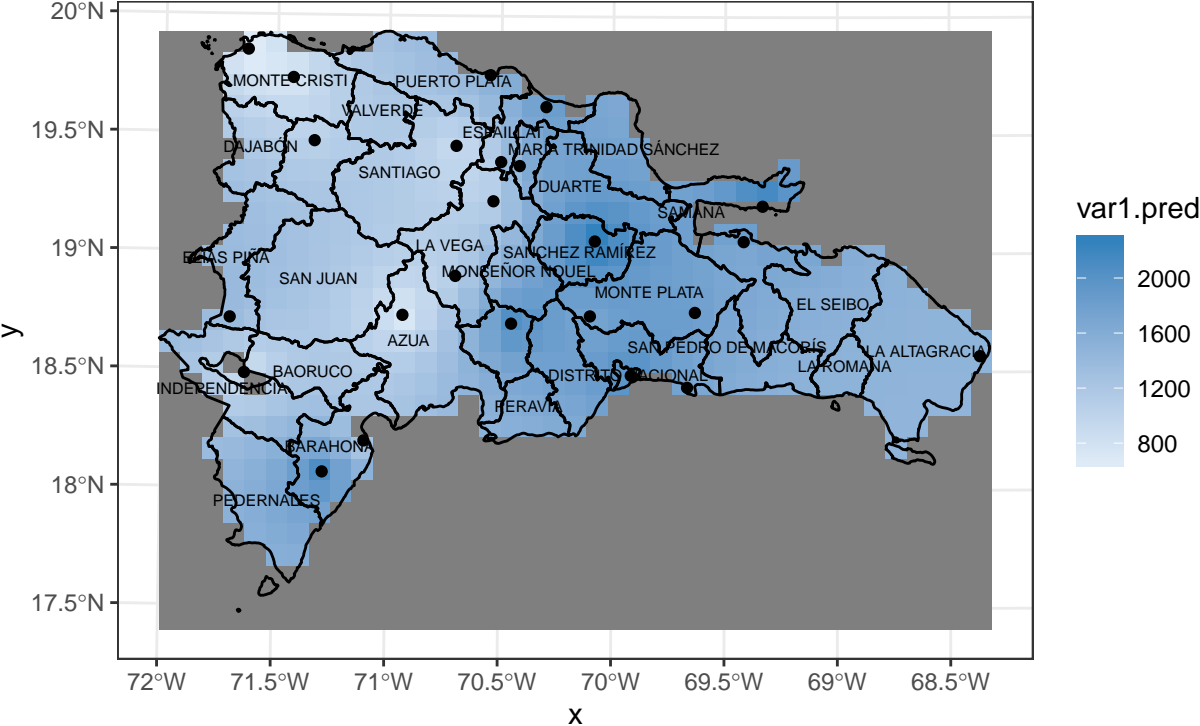 20°N
19.5°N
19°N
18.5°N
18°N
17.5°N
y
MONTE CRISTI
PUERTO PLATA
VALVERDE
ESPAILLAT
DAJABÓN
MARÍA TRINIDAD SÁNCHEZ
SANTIAGO
DUARTE
SAMANÁ
LA VEGA
SÁNCHEZ RAMÍREZ
ELÍAS PIÑA
MONSEÑOR NOUEL
SAN JUAN
MONTE PLATA
EL SEIBO
AZUA
SAN PEDRO DE MACORÍS
LA ALTAGRACIA
BAORUCO
LA ROMANA
DISTRITO NACIONAL
INDEPENDENCIA
PERAVIA
BARAHONA
PEDERNALES
72°W 71.5°W 71°W 70.5°W 70°W 69.5°W 69°W 68.5°W
x
var1.pred
2000
1600
1200
800